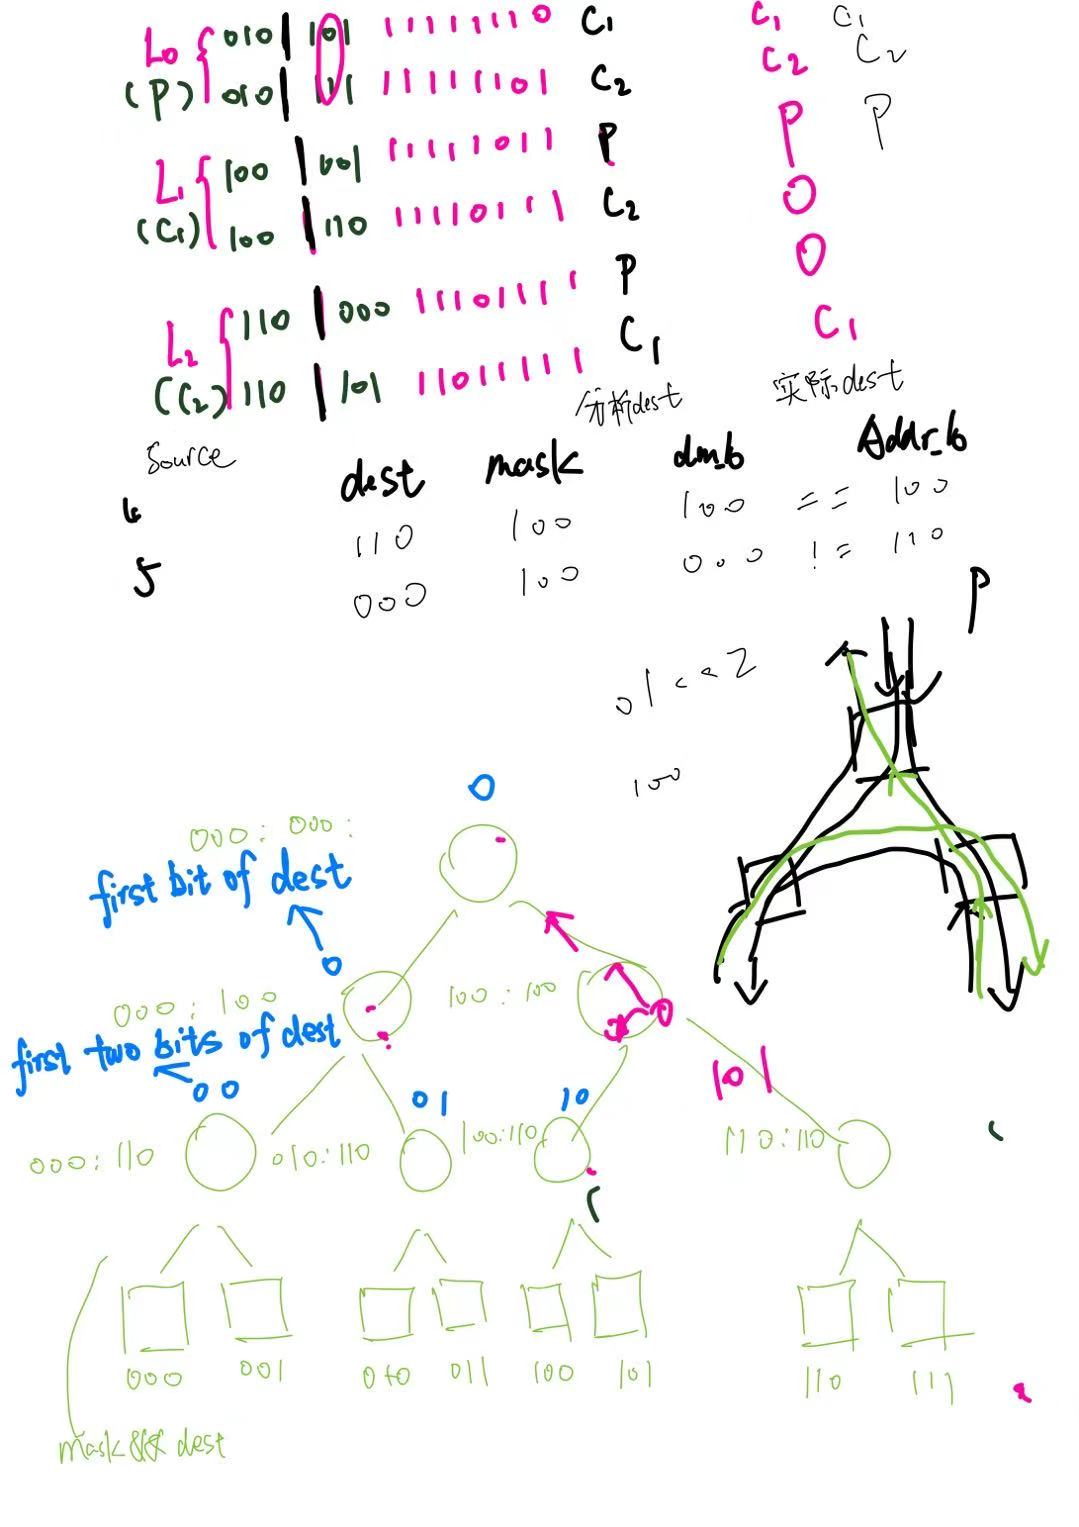 L0 { 010 | 101 11111110 C1 C1 C1
(P) 010 | 111 11111101 C2 C2 C2
L1 { 100 | 001 11111011 P P P
(C1) 100 | 110 11110111 C2 O
O
L2 { 110 | 000 11101111 P
(C2) 110 | 101 11011111 C1 C1
Source 分析dest 实际dest
dest mask dm_b Addr_b
4 110 100 100 == 100
5 000 100 000 != 110
P
01<<2
100
0
000: 000:
first bit of dest
0
000: 100 100: 100
0
first two bits of dest
00 01 10 101
000: 110 010: 110 100:110 110:110
000 001 010 011 100 101 110 111
mask&& dest